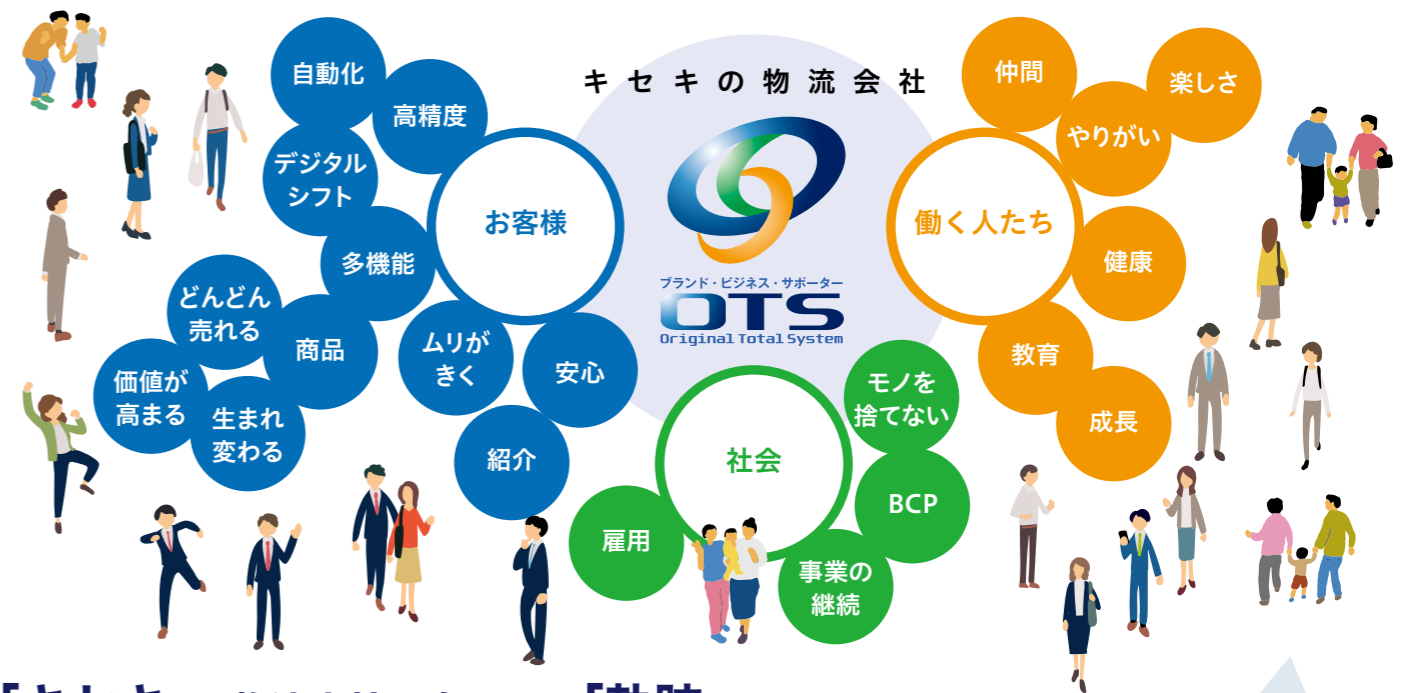 キセキの物流会社
ブランド・ビジネス・サポーター
OTS
Original Total System
お客様
自動化
高精度
デジタル
シフト
多機能
どんどん
売れる
商品
価値が
高まる
生まれ
変わる
ムリが
きく
安心
紹介
働く人たち
仲間
やりがい
楽しさ
健康
教育
成長
社会
モノを
捨てない
BCP
事業の
継続
雇用